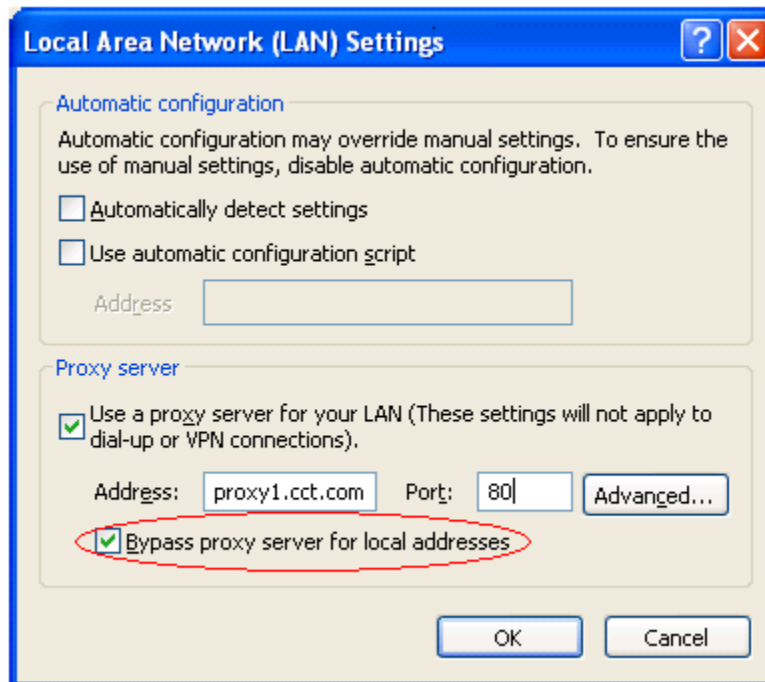 Local Area Network (LAN) Settings
Automatic configuration
Automatic configuration may override manual settings. To ensure the
use of manual settings, disable automatic configuration.
Automatically detect settings
Use automatic configuration script
Address
Proxy server
Use a proxy server for your LAN (These settings will not apply to
dial-up or VPN connections).
Address: proxy1.cct.com Port: 80 Advanced...
Bypass proxy server for local addresses
OK Cancel